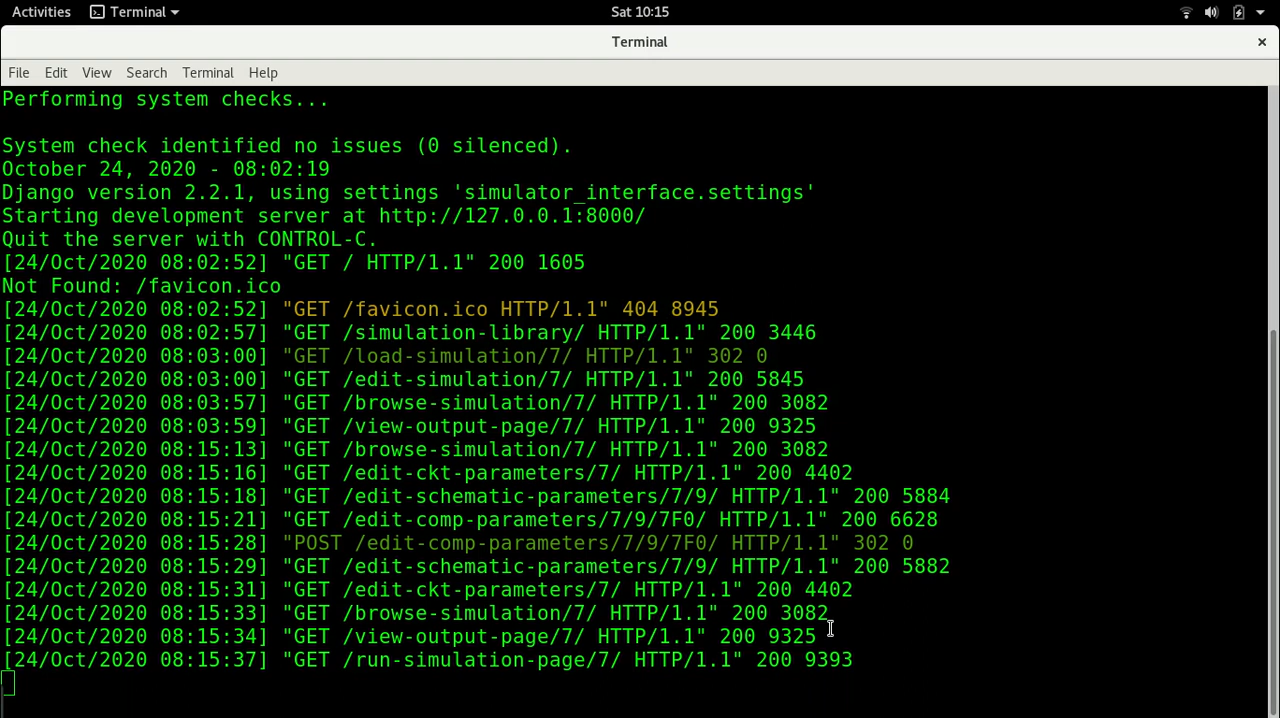 Activities Terminal Sat 10:15
Terminal ×
File Edit View Search Terminal Help
Performing system checks...
System check identified no issues (0 silenced).
October 24, 2020 - 08:02:19
Django version 2.2.1, using settings 'simulator_interface.settings'
Starting development server at http://127.0.0.1:8000/
Quit the server with CONTROL-C.
[24/Oct/2020 08:02:52] "GET / HTTP/1.1" 200 1605
Not Found: /favicon.ico
[24/Oct/2020 08:02:52] "GET /favicon.ico HTTP/1.1" 404 8945
[24/Oct/2020 08:02:57] "GET /simulation-library/ HTTP/1.1" 200 3446
[24/Oct/2020 08:03:00] "GET /load-simulation/7/ HTTP/1.1" 302 0
[24/Oct/2020 08:03:00] "GET /edit-simulation/7/ HTTP/1.1" 200 5845
[24/Oct/2020 08:03:57] "GET /browse-simulation/7/ HTTP/1.1" 200 3082
[24/Oct/2020 08:03:59] "GET /view-output-page/7/ HTTP/1.1" 200 9325
[24/Oct/2020 08:15:13] "GET /browse-simulation/7/ HTTP/1.1" 200 3082
[24/Oct/2020 08:15:16] "GET /edit-ckt-parameters/7/ HTTP/1.1" 200 4402
[24/Oct/2020 08:15:18] "GET /edit-schematic-parameters/7/9/ HTTP/1.1" 200 5884
[24/Oct/2020 08:15:21] "GET /edit-comp-parameters/7/9/7F0/ HTTP/1.1" 200 6628
[24/Oct/2020 08:15:28] "POST /edit-comp-parameters/7/9/7F0/ HTTP/1.1" 302 0
[24/Oct/2020 08:15:29] "GET /edit-schematic-parameters/7/9/ HTTP/1.1" 200 5882
[24/Oct/2020 08:15:31] "GET /edit-ckt-parameters/7/ HTTP/1.1" 200 4402
[24/Oct/2020 08:15:33] "GET /browse-simulation/7/ HTTP/1.1" 200 3082
[24/Oct/2020 08:15:34] "GET /view-output-page/7/ HTTP/1.1" 200 9325
[24/Oct/2020 08:15:37] "GET /run-simulation-page/7/ HTTP/1.1" 200 9393